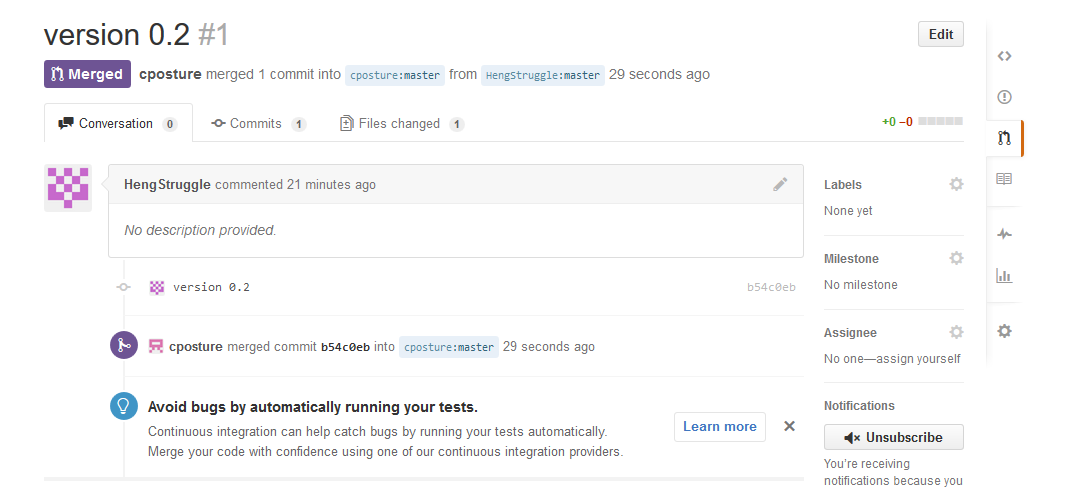 version 0.2 #1
Edit
Merged cposture merged 1 commit into cposture:master from HengStruggle:master 29 seconds ago
Conversation 0 Commits 1 Files changed 1 +0 −0
HengStruggle commented 21 minutes ago
No description provided.
version 0.2 b54c0eb
cposture merged commit b54c0eb into cposture:master 29 seconds ago
Avoid bugs by automatically running your tests.
Continuous integration can help catch bugs by running your tests automatically.
Merge your code with confidence using one of our continuous integration providers.
Learn more
Labels
None yet
Milestone
No milestone
Assignee
No one—assign yourself
Notifications
Unsubscribe
You're receiving
notifications because you